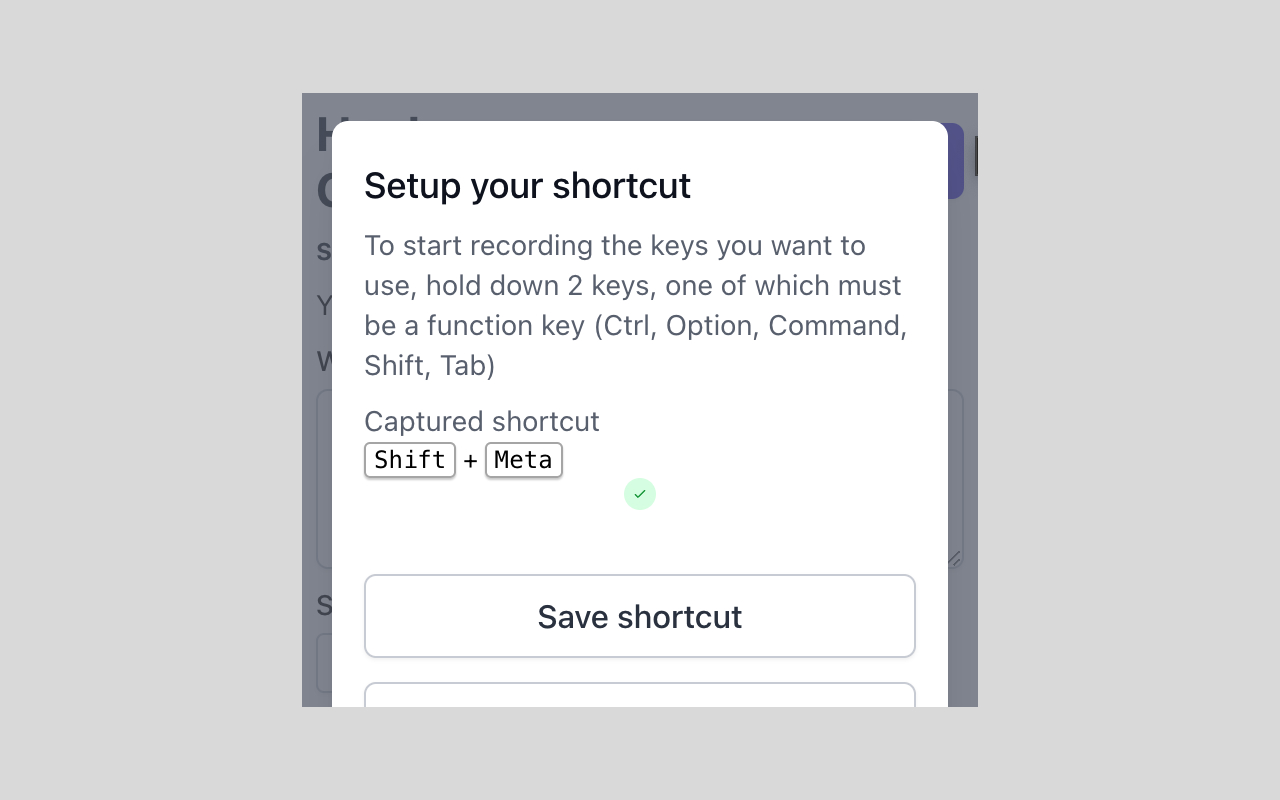 Setup your shortcut
To start recording the keys you want to
use, hold down 2 keys, one of which must
be a function key (Ctrl, Option, Command,
Shift, Tab)
Captured shortcut
Shift + Meta
Save shortcut